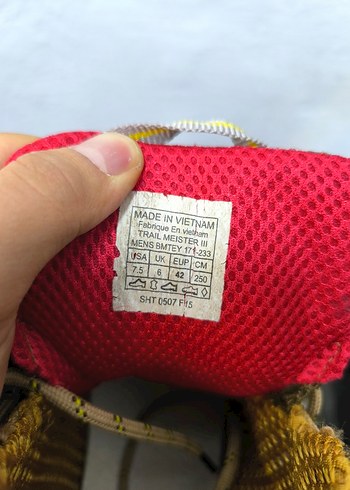 MADE IN VIETNAM
Fabrique En vietnam
TRAIL MEISTER III
MENS BMTEY 171-233
USA UK EUP CM
7.5 6 42 250
SHT 0507 F15